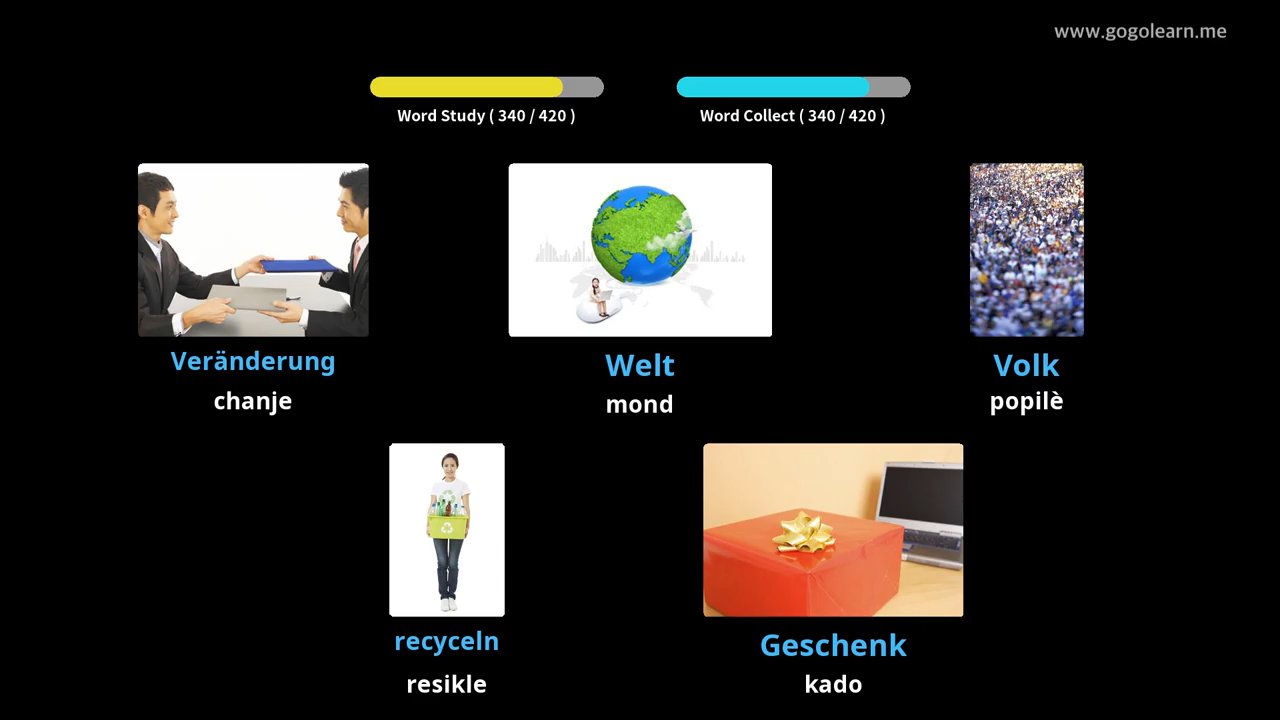 www.gogolearn.me
Word Study ( 340 / 420 )
Word Collect ( 340 / 420 )
Veränderung
chanje
Welt
mond
Volk
popilè
recyceln
resikle
Geschenk
kado